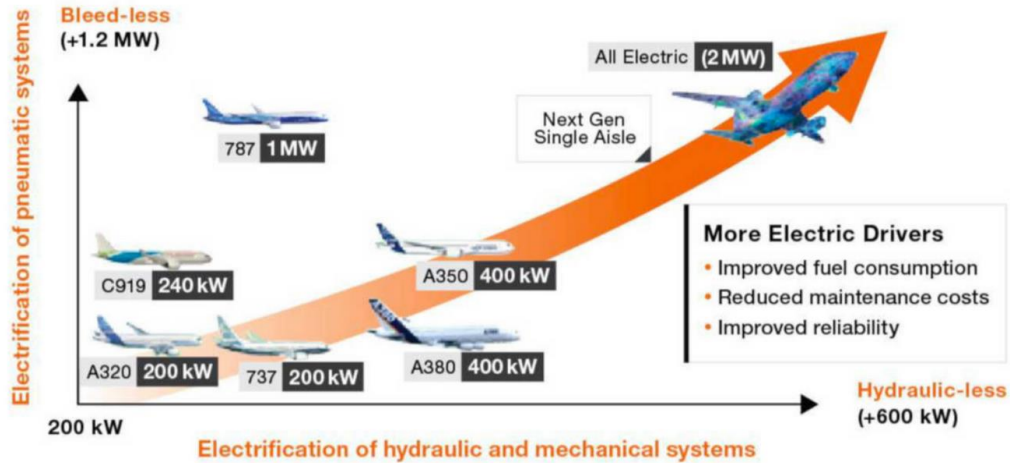 Bleed-less
(+1.2 MW)
Electrification of pneumatic systems
All Electric (2 MW)
Next Gen
Single Aisle
787 1 MW
More Electric Drivers
• Improved fuel consumption
• Reduced maintenance costs
• Improved reliability
C919 240 kW
A350 400 kW
A320 200 kW
737 200 kW
A380
A380 400 kW
Hydraulic-less
(+600 kW)
200 kW
Electrification of hydraulic and mechanical systems